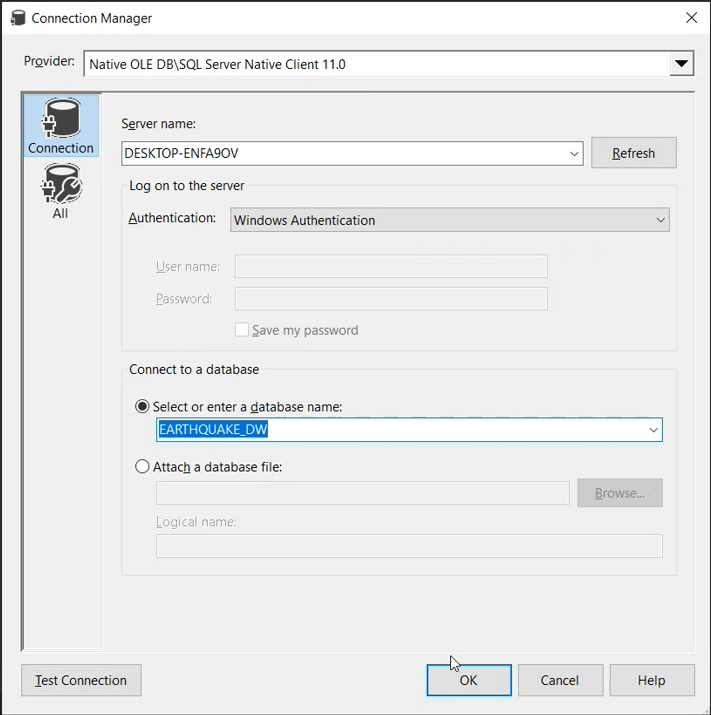 Connection Manager
Provider:
Native OLE DB\SQL Server Native Client 11.0
Connection
All
Server name:
DESKTOP-ENFA9OV
Refresh
Log on to the server
Authentication:
Windows Authentication
User name:
Password:
Save my password
Connect to a database
Select or enter a database name:
EARTHQUAKE_DW
Attach a database file:
Browse...
Logical name:
Test Connection
OK
Cancel
Help